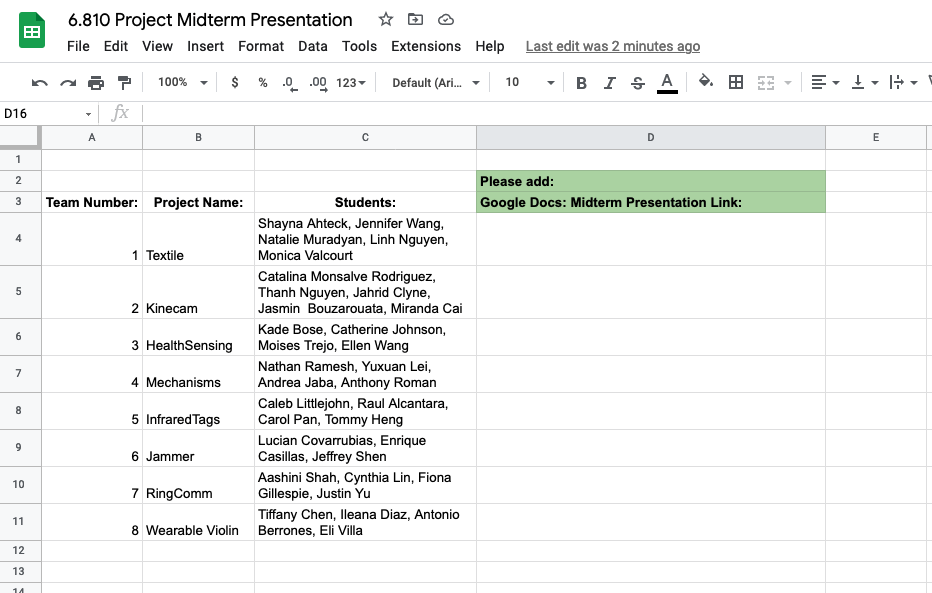 6.810 Project Midterm Presentation
File Edit View Insert Format Data Tools Extensions Help Last edit was 2 minutes ago
100% $ % .0 .00 123 Default (Ari... 10 B I S A
D16 fx
A B C D E
1
2 Please add:
3 Team Number: Project Name: Students: Google Docs: Midterm Presentation Link:
Shayna Ahteck, Jennifer Wang,
4 Natalie Muradyan, Linh Nguyen,
1 Textile Monica Valcourt
Catalina Monsalve Rodriguez,
5 Thanh Nguyen, Jahrid Clyne,
2 Kinecam Jasmin  Bouzarouata, Miranda Cai
6 Kade Bose, Catherine Johnson,
3 HealthSensing Moises Trejo, Ellen Wang
7 Nathan Ramesh, Yuxuan Lei,
4 Mechanisms Andrea Jaba, Anthony Roman
8 Caleb Littlejohn, Raul Alcantara,
5 InfraredTags Carol Pan, Tommy Heng
9 Lucian Covarrubias, Enrique
6 Jammer Casillas, Jeffrey Shen
10 Aashini Shah, Cynthia Lin, Fiona
7 RingComm Gillespie, Justin Yu
11 Tiffany Chen, Ileana Diaz, Antonio
8 Wearable Violin Berrones, Eli Villa
12
13
14